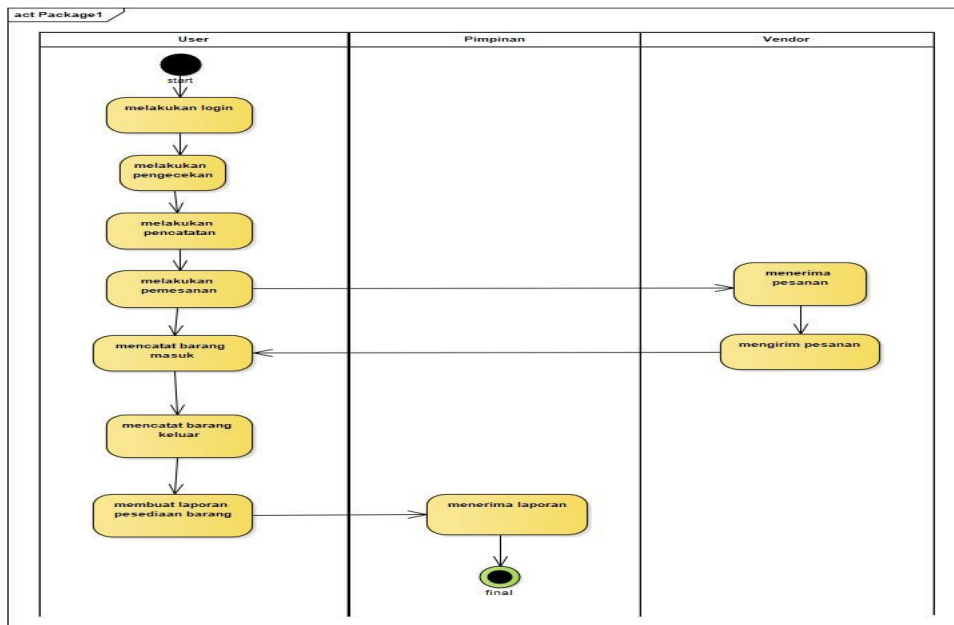 act Package1
User
Pimpinan
Vendor
start
melakukan login
melakukan
pengecekan
melakukan
pencatatan
melakukan
pemesanan
menerima
pesanan
mencatat barang
masuk
mengirim pesanan
mencatat barang
keluar
membuat laporan
pesediaan barang
menerima laporan
final